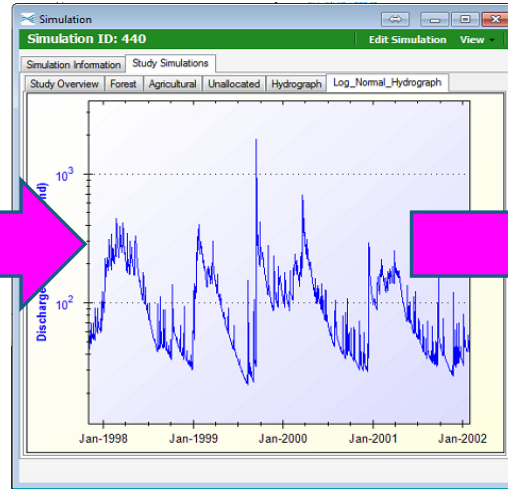 Simulation
Simulation ID: 440 Edit Simulation View
Simulation Information Study Simulations
Study Overview Forest Agricultural Unallocated Hydrograph Log_Normal_Hydrograph
10³
10²
Discharge nd)
Jan-1998 Jan-1999 Jan-2000 Jan-2001 Jan-2002